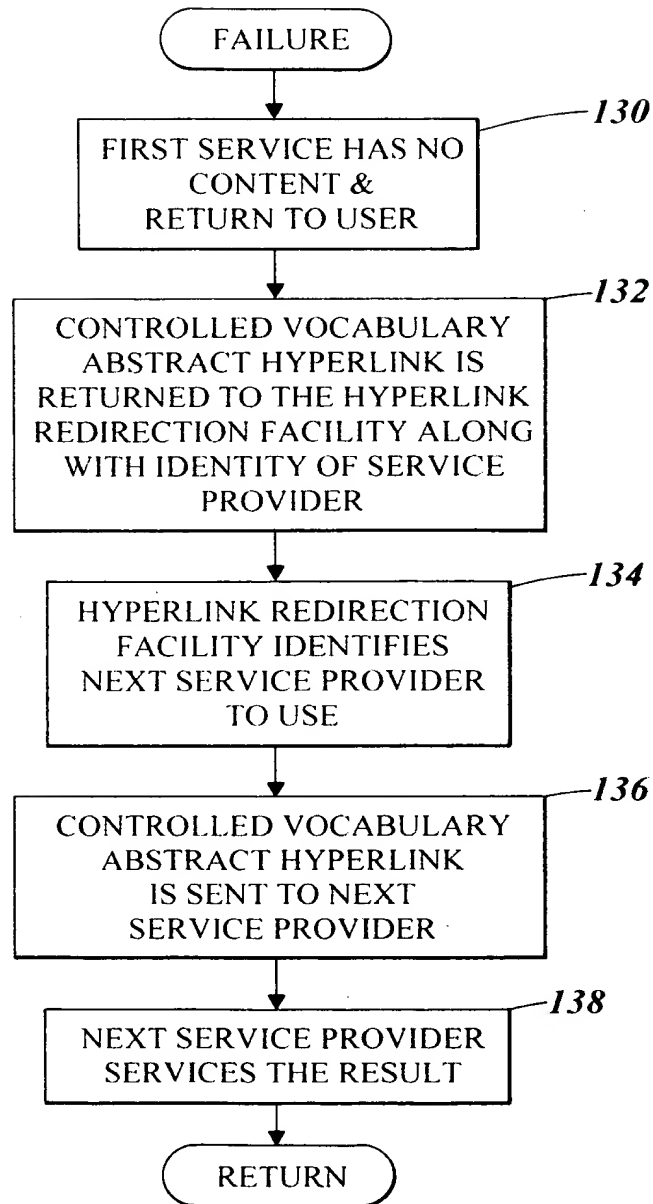 FAILURE
130
FIRST SERVICE HAS NO
CONTENT &
RETURN TO USER
132
CONTROLLED VOCABULARY
ABSTRACT HYPERLINK IS
RETURNED TO THE HYPERLINK
REDIRECTION FACILITY ALONG
WITH IDENTITY OF SERVICE
PROVIDER
134
HYPERLINK REDIRECTION
FACILITY IDENTIFIES
NEXT SERVICE PROVIDER
TO USE
136
CONTROLLED VOCABULARY
ABSTRACT HYPERLINK
IS SENT TO NEXT
SERVICE PROVIDER
138
NEXT SERVICE PROVIDER
SERVICES THE RESULT
RETURN